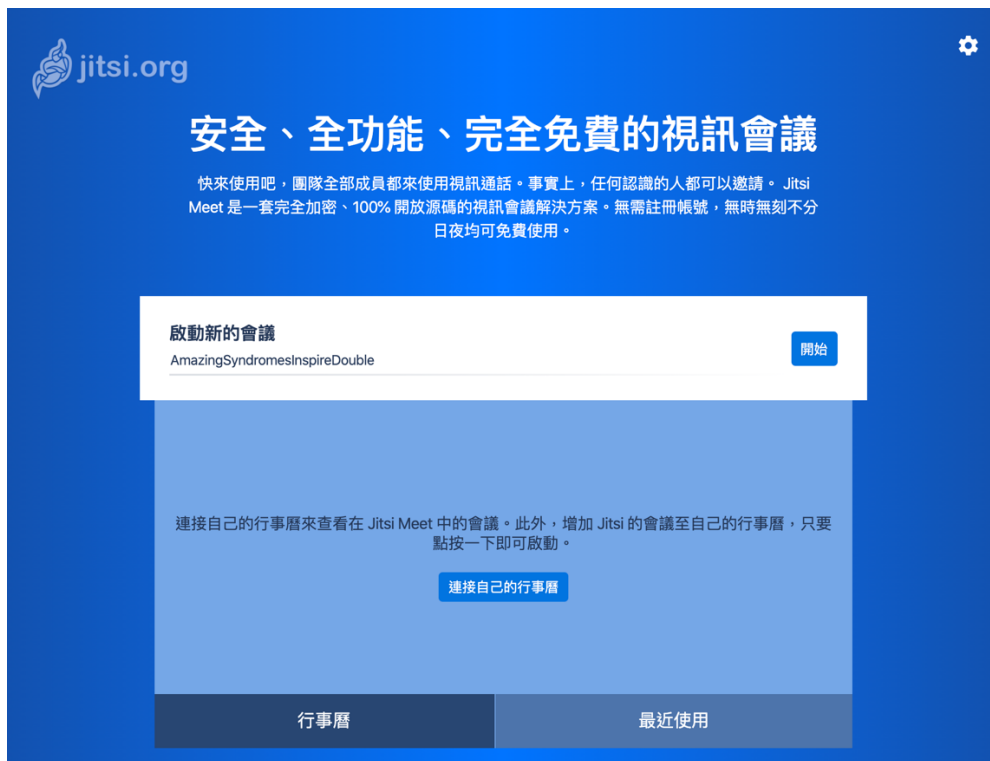 jitsi.org
安全、全功能、完全免費的視訊會議
快來使用吧，團隊全部成員都來使用視訊通話。事實上，任何認識的人都可以邀請。 Jitsi
Meet 是一套完全加密、100% 開放源碼的視訊會議解決方案。無需註冊帳號，無時無刻不分
日夜均可免費使用。
啟動新的會議
AmazingSyndromesInspireDouble
開始
連接自己的行事曆來查看在 Jitsi Meet 中的會議。此外，增加 Jitsi 的會議至自己的行事曆，只要
點按一下即可啟動。
連接自己的行事曆
行事曆
最近使用